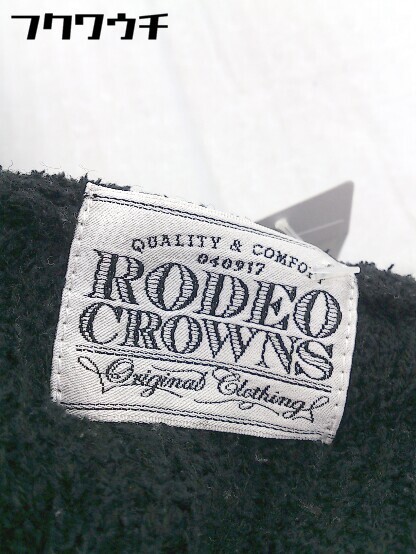 フクワウチ
QUALITY & COMFORT
040917
RODEO
CROWNS
Original Clothing